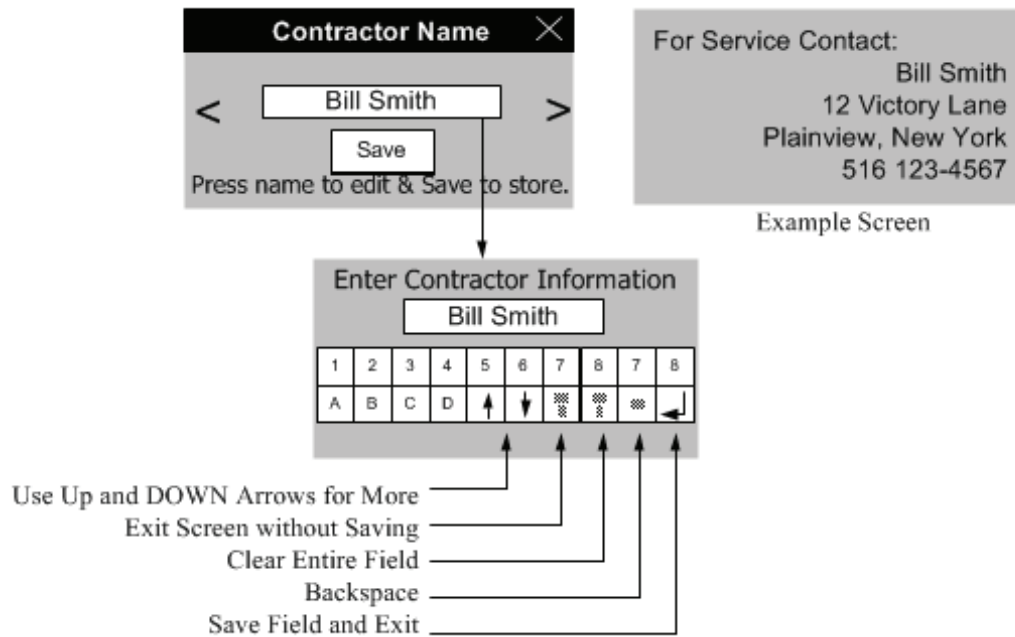 Contractor Name
< Bill Smith >
Save
Press name to edit & Save to store.
For Service Contact:
Bill Smith
12 Victory Lane
Plainview, New York
516 123-4567
Example Screen
Enter Contractor Information
Bill Smith
1 2 3 4 5 6 7 8 7 8
A B C D
Use Up and DOWN Arrows for More
Exit Screen without Saving
Clear Entire Field
Backspace
Save Field and Exit